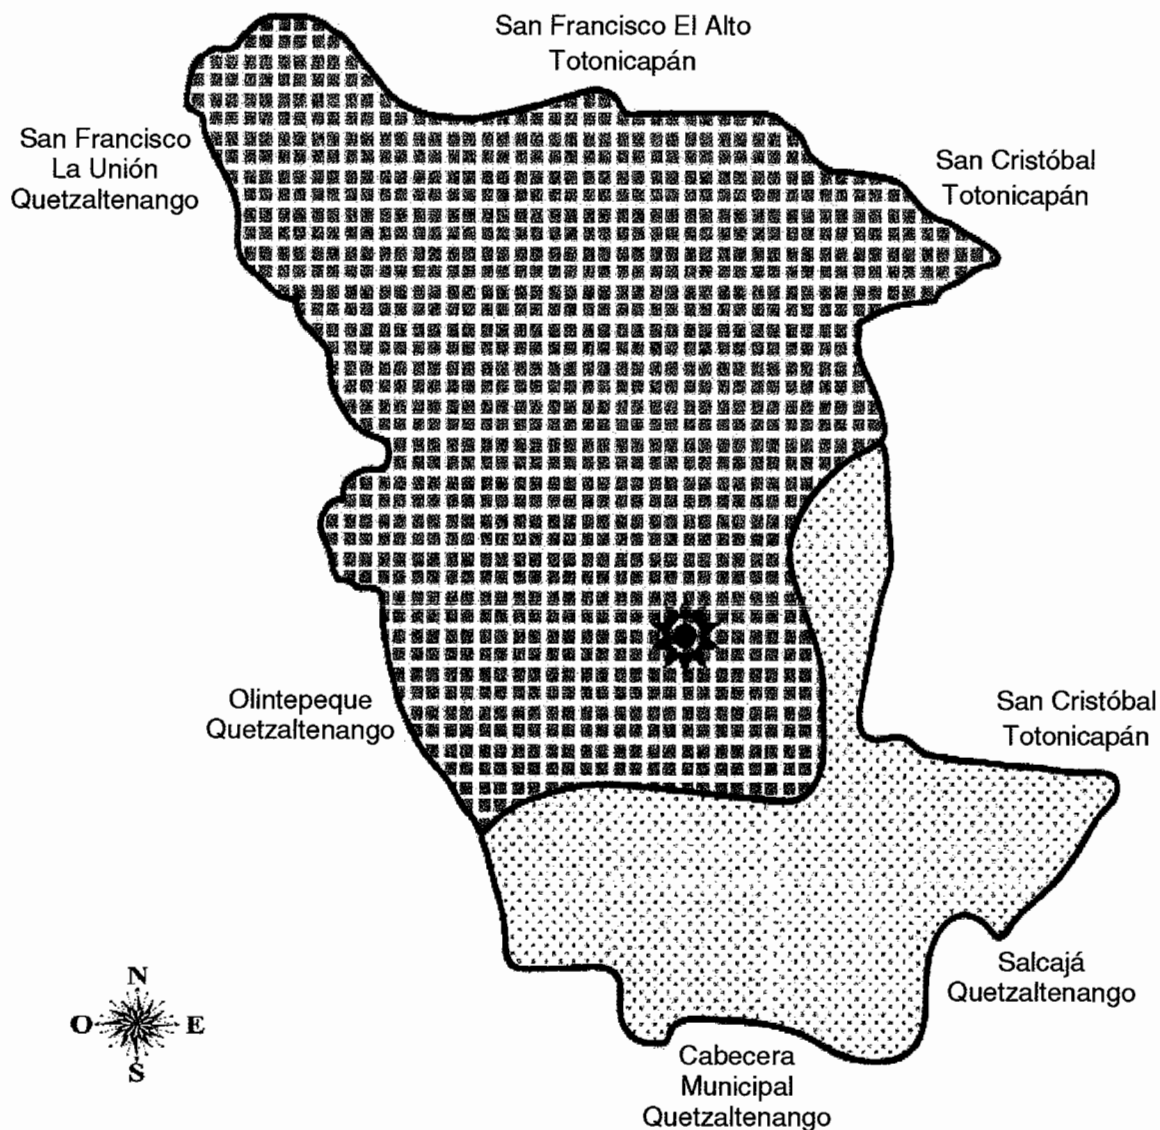 San Francisco El Alto
Totonicapán
San Francisco
La Unión
Quetzaltenango
San Cristóbal
Totonicapán
Olintepeque
Quetzaltenango
San Cristóbal
Totonicapán
Salcajá
Quetzaltenango
N
O E
S
Cabecera
Municipal
Quetzaltenango